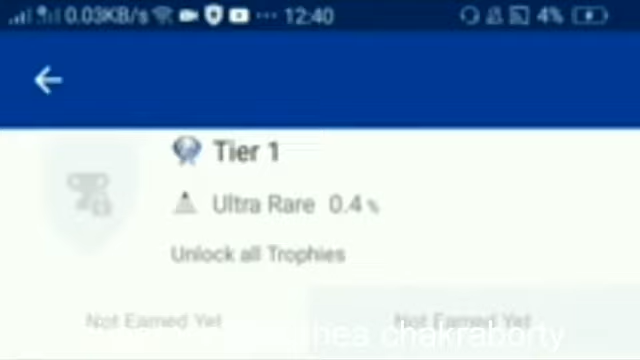 0.03KB/s ··· 12:40 4%
Tier 1
Ultra Rare 0.4%
Unlock all Trophies
Not Earned Yet Not Earned Yet
chakraborty